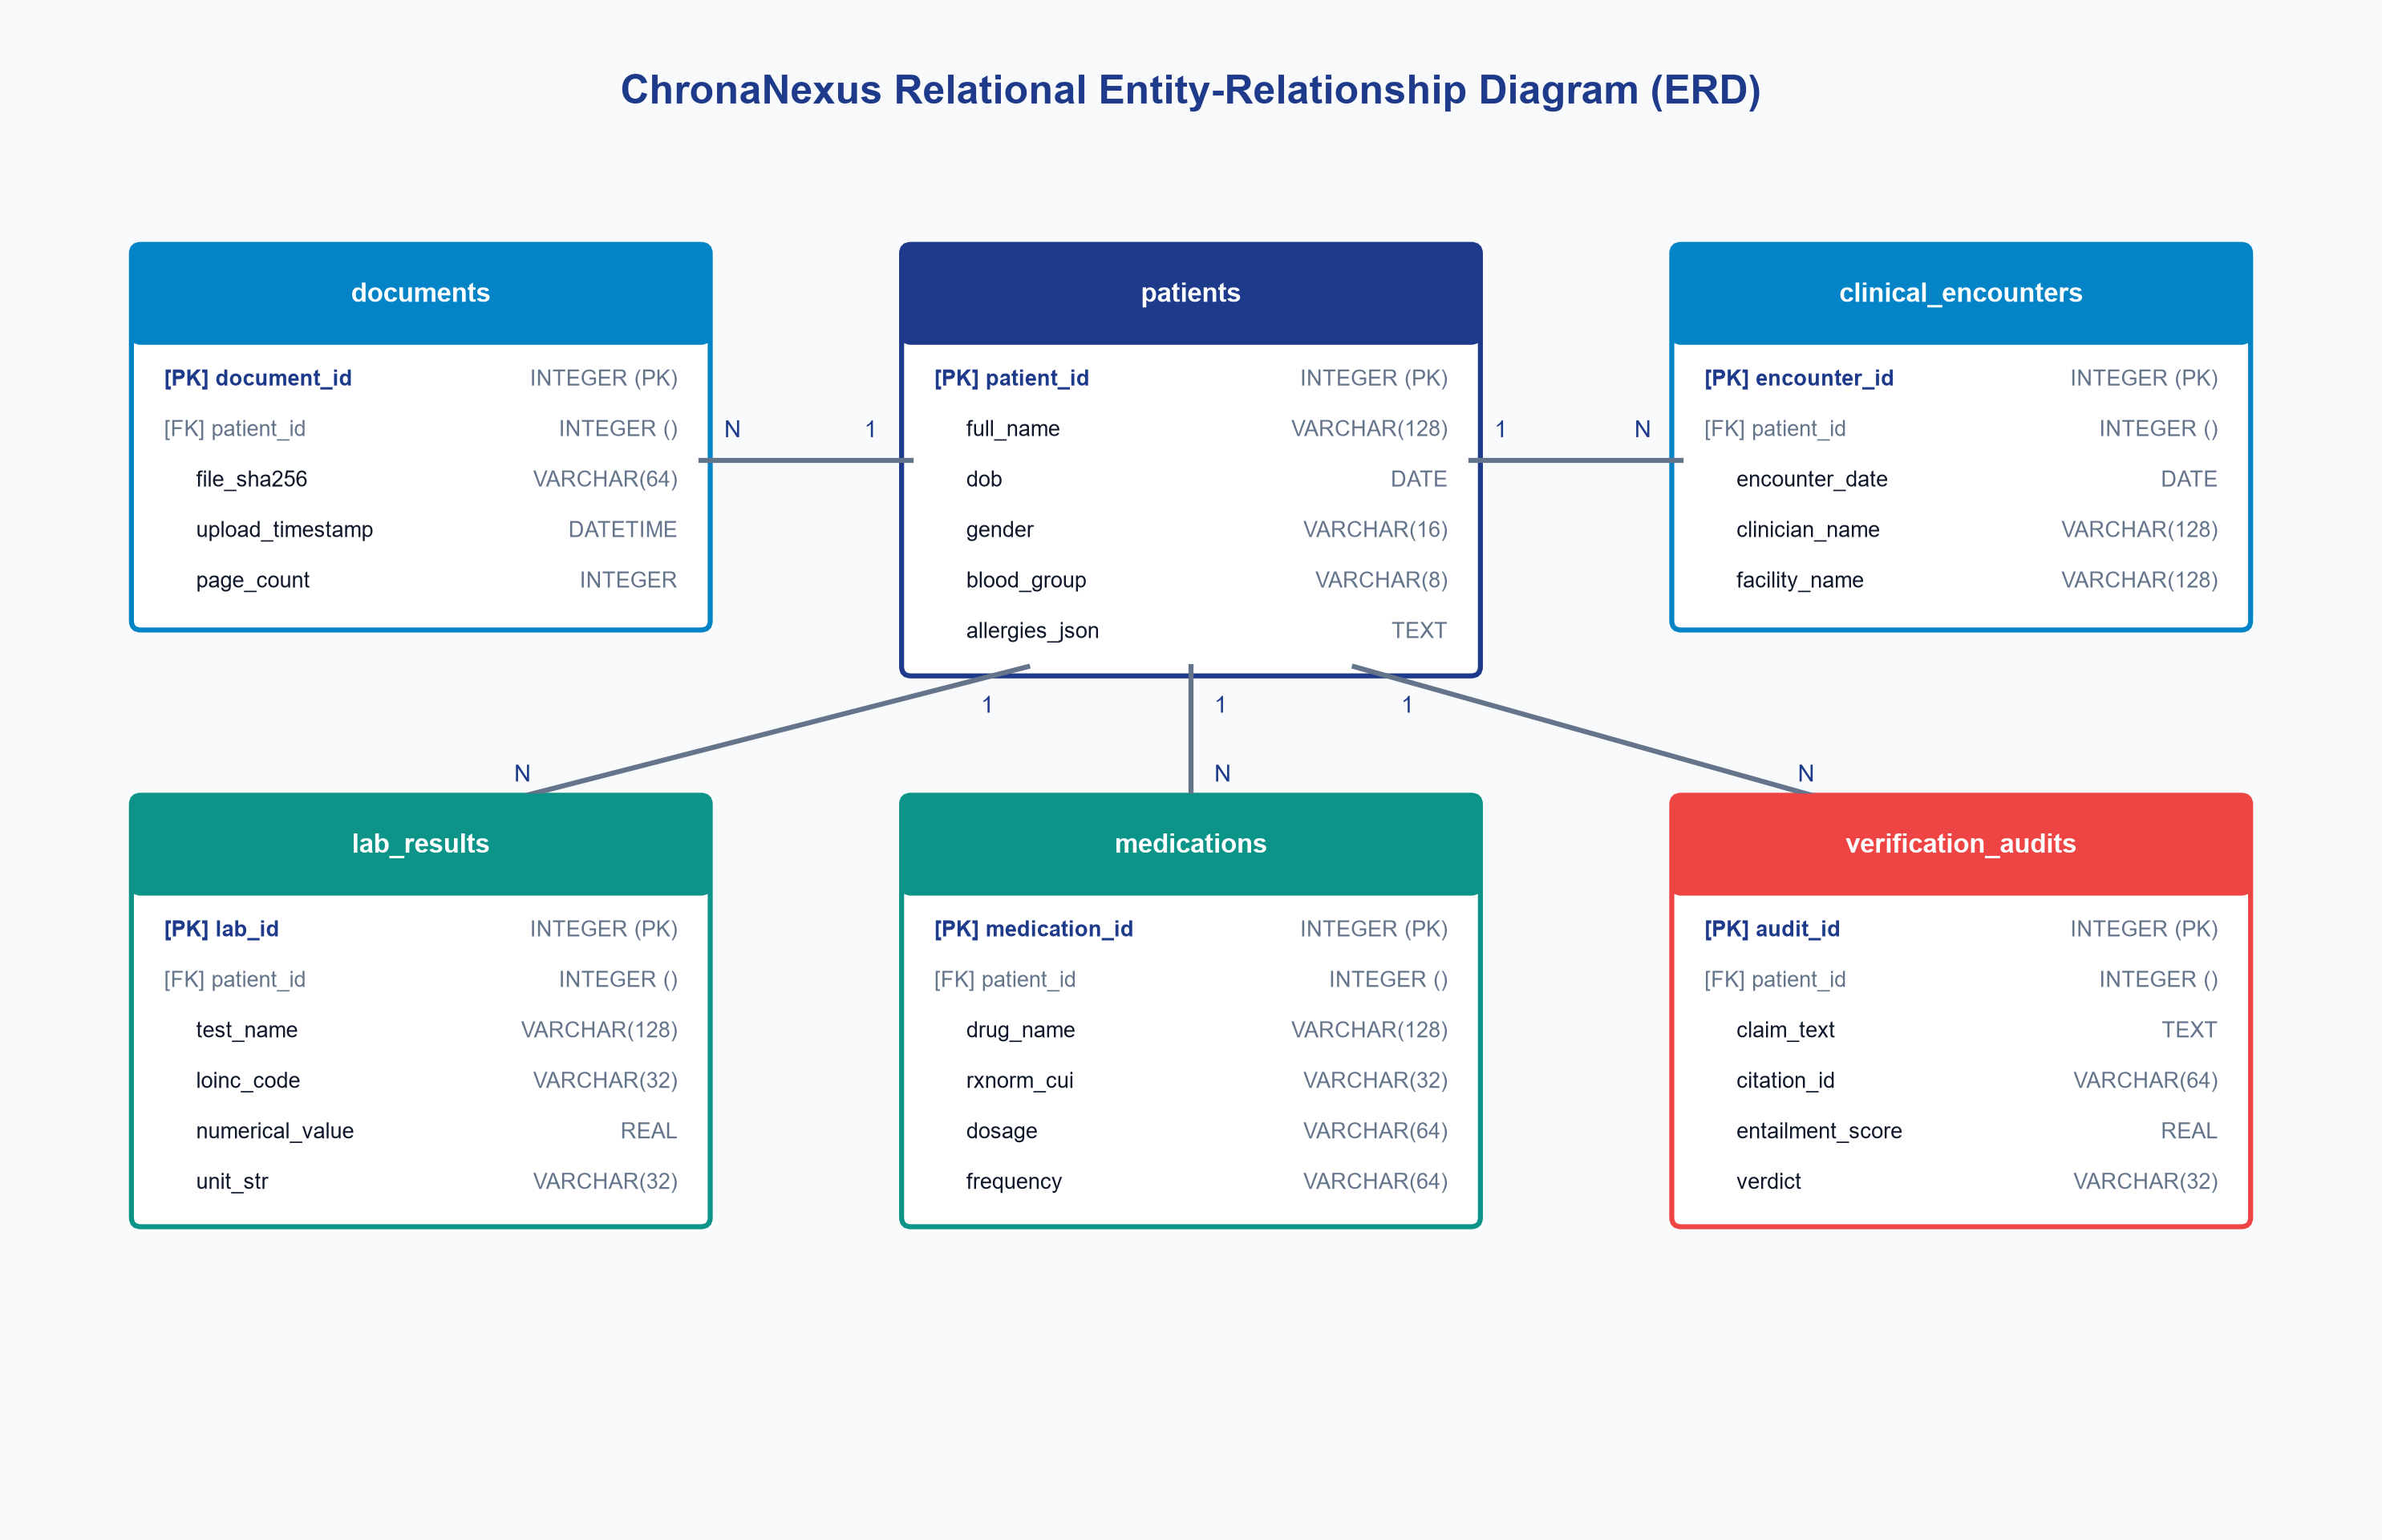 ChronaNexus Relational Entity-Relationship Diagram (ERD)
documents
[PK] document_id INTEGER (PK)
[FK] patient_id INTEGER ()
file_sha256 VARCHAR(64)
upload_timestamp DATETIME
page_count INTEGER
N 1
patients
[PK] patient_id INTEGER (PK)
full_name VARCHAR(128)
dob DATE
gender VARCHAR(16)
blood_group VARCHAR(8)
allergies_json TEXT
1 N
clinical_encounters
[PK] encounter_id INTEGER (PK)
[FK] patient_id INTEGER ()
encounter_date DATE
clinician_name VARCHAR(128)
facility_name VARCHAR(128)
1 1 1
N N N
lab_results
[PK] lab_id INTEGER (PK)
[FK] patient_id INTEGER ()
test_name VARCHAR(128)
loinc_code VARCHAR(32)
numerical_value REAL
unit_str VARCHAR(32)
medications
[PK] medication_id INTEGER (PK)
[FK] patient_id INTEGER ()
drug_name VARCHAR(128)
rxnorm_cui VARCHAR(32)
dosage VARCHAR(64)
frequency VARCHAR(64)
verification_audits
[PK] audit_id INTEGER (PK)
[FK] patient_id INTEGER ()
claim_text TEXT
citation_id VARCHAR(64)
entailment_score REAL
verdict VARCHAR(32)